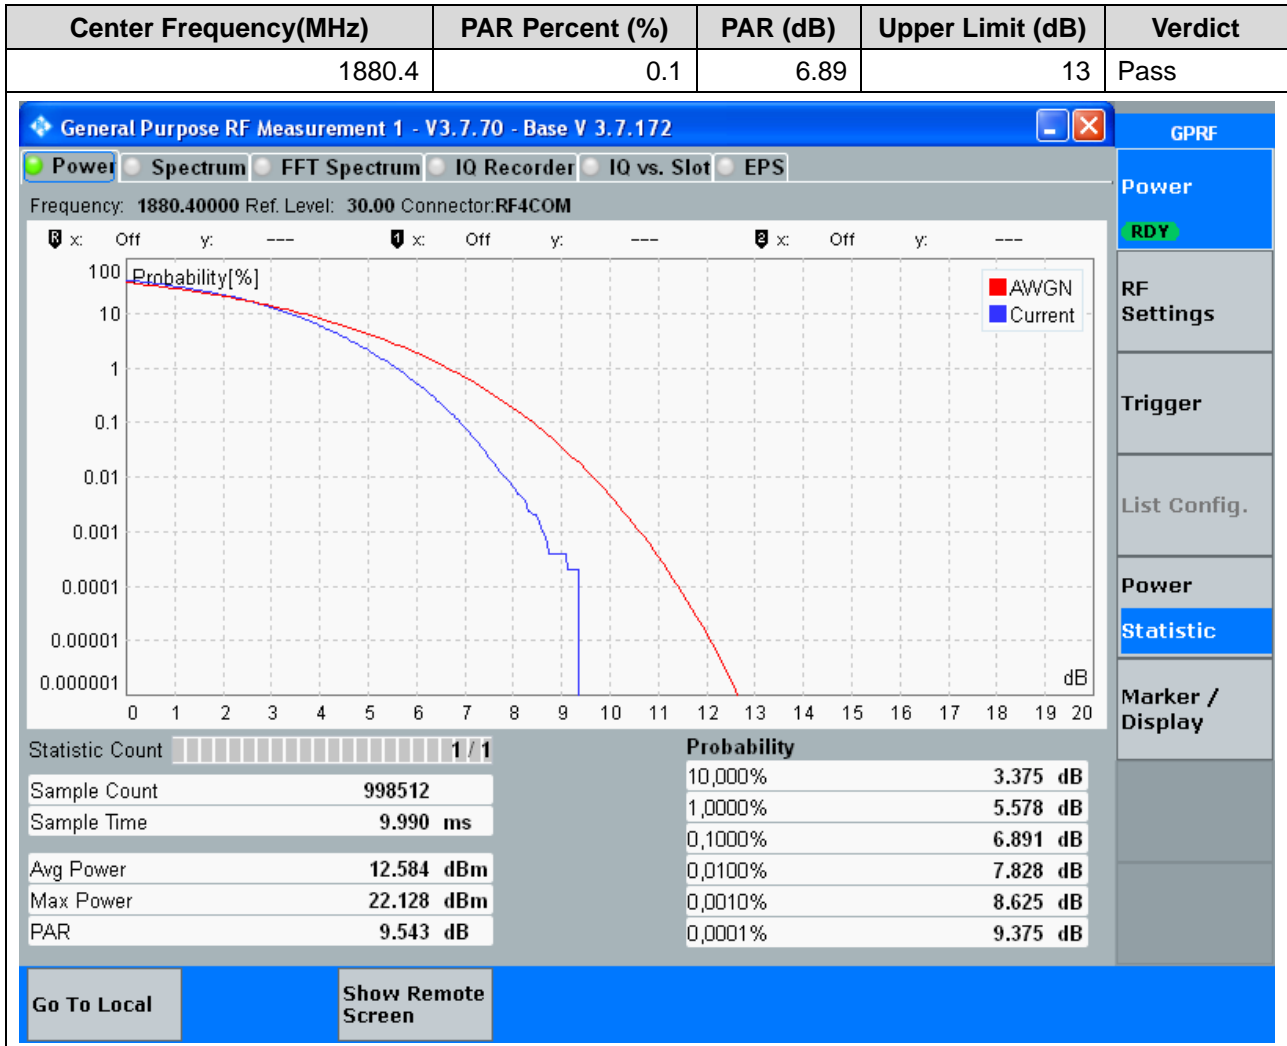 Center Frequency(MHz) PAR Percent (%) PAR (dB) Upper Limit (dB) Verdict
1880.4 0.1 6.89 13 Pass
General Purpose RF Measurement 1 - V3.7.70 - Base V 3.7.172
GPRF
Power Spectrum FFT Spectrum IQ Recorder IQ vs. Slot EPS
Frequency: 1880.40000 Ref. Level: 30.00 Connector:RF4COM
R x: Off y: --- 1 x: Off y: --- 2 x: Off y: ---
Probability[%]
AWGN
Current
100
10
1
0.1
0.01
0.001
0.0001
0.00001
0.000001
dB
0 1 2 3 4 5 6 7 8 9 10 11 12 13 14 15 16 17 18 19 20
Statistic Count 1 / 1
Sample Count 998512
Sample Time 9.990 ms
Avg Power 12.584 dBm
Max Power 22.128 dBm
PAR 9.543 dB
Probability
10,000% 3.375 dB
1,0000% 5.578 dB
0,1000% 6.891 dB
0,0100% 7.828 dB
0,0010% 8.625 dB
0,0001% 9.375 dB
Power
RDY
RF
Settings
Trigger
List Config.
Power
Statistic
Marker /
Display
Go To Local
Show Remote
Screen